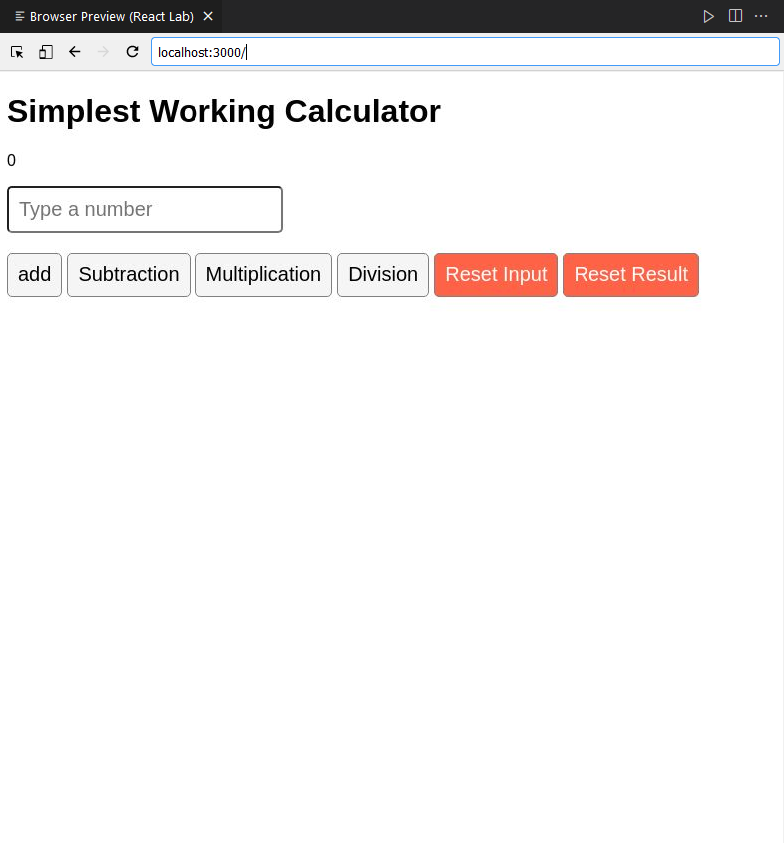 Browser Preview (React Lab)
localhost:3000/
Simplest Working Calculator
0
Type a number
add Subtraction Multiplication Division Reset Input Reset Result